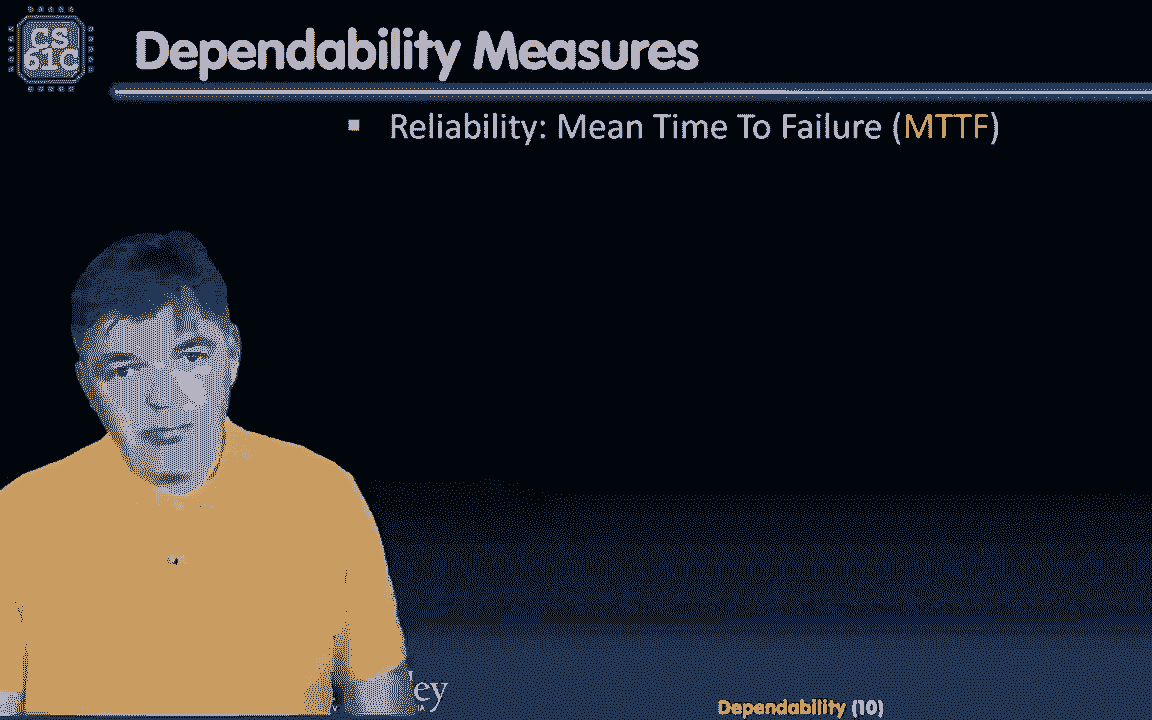 CS
61C
Dependability Measures
▪ Reliability: Mean Time To Failure (MTTF)
Dependability (10)